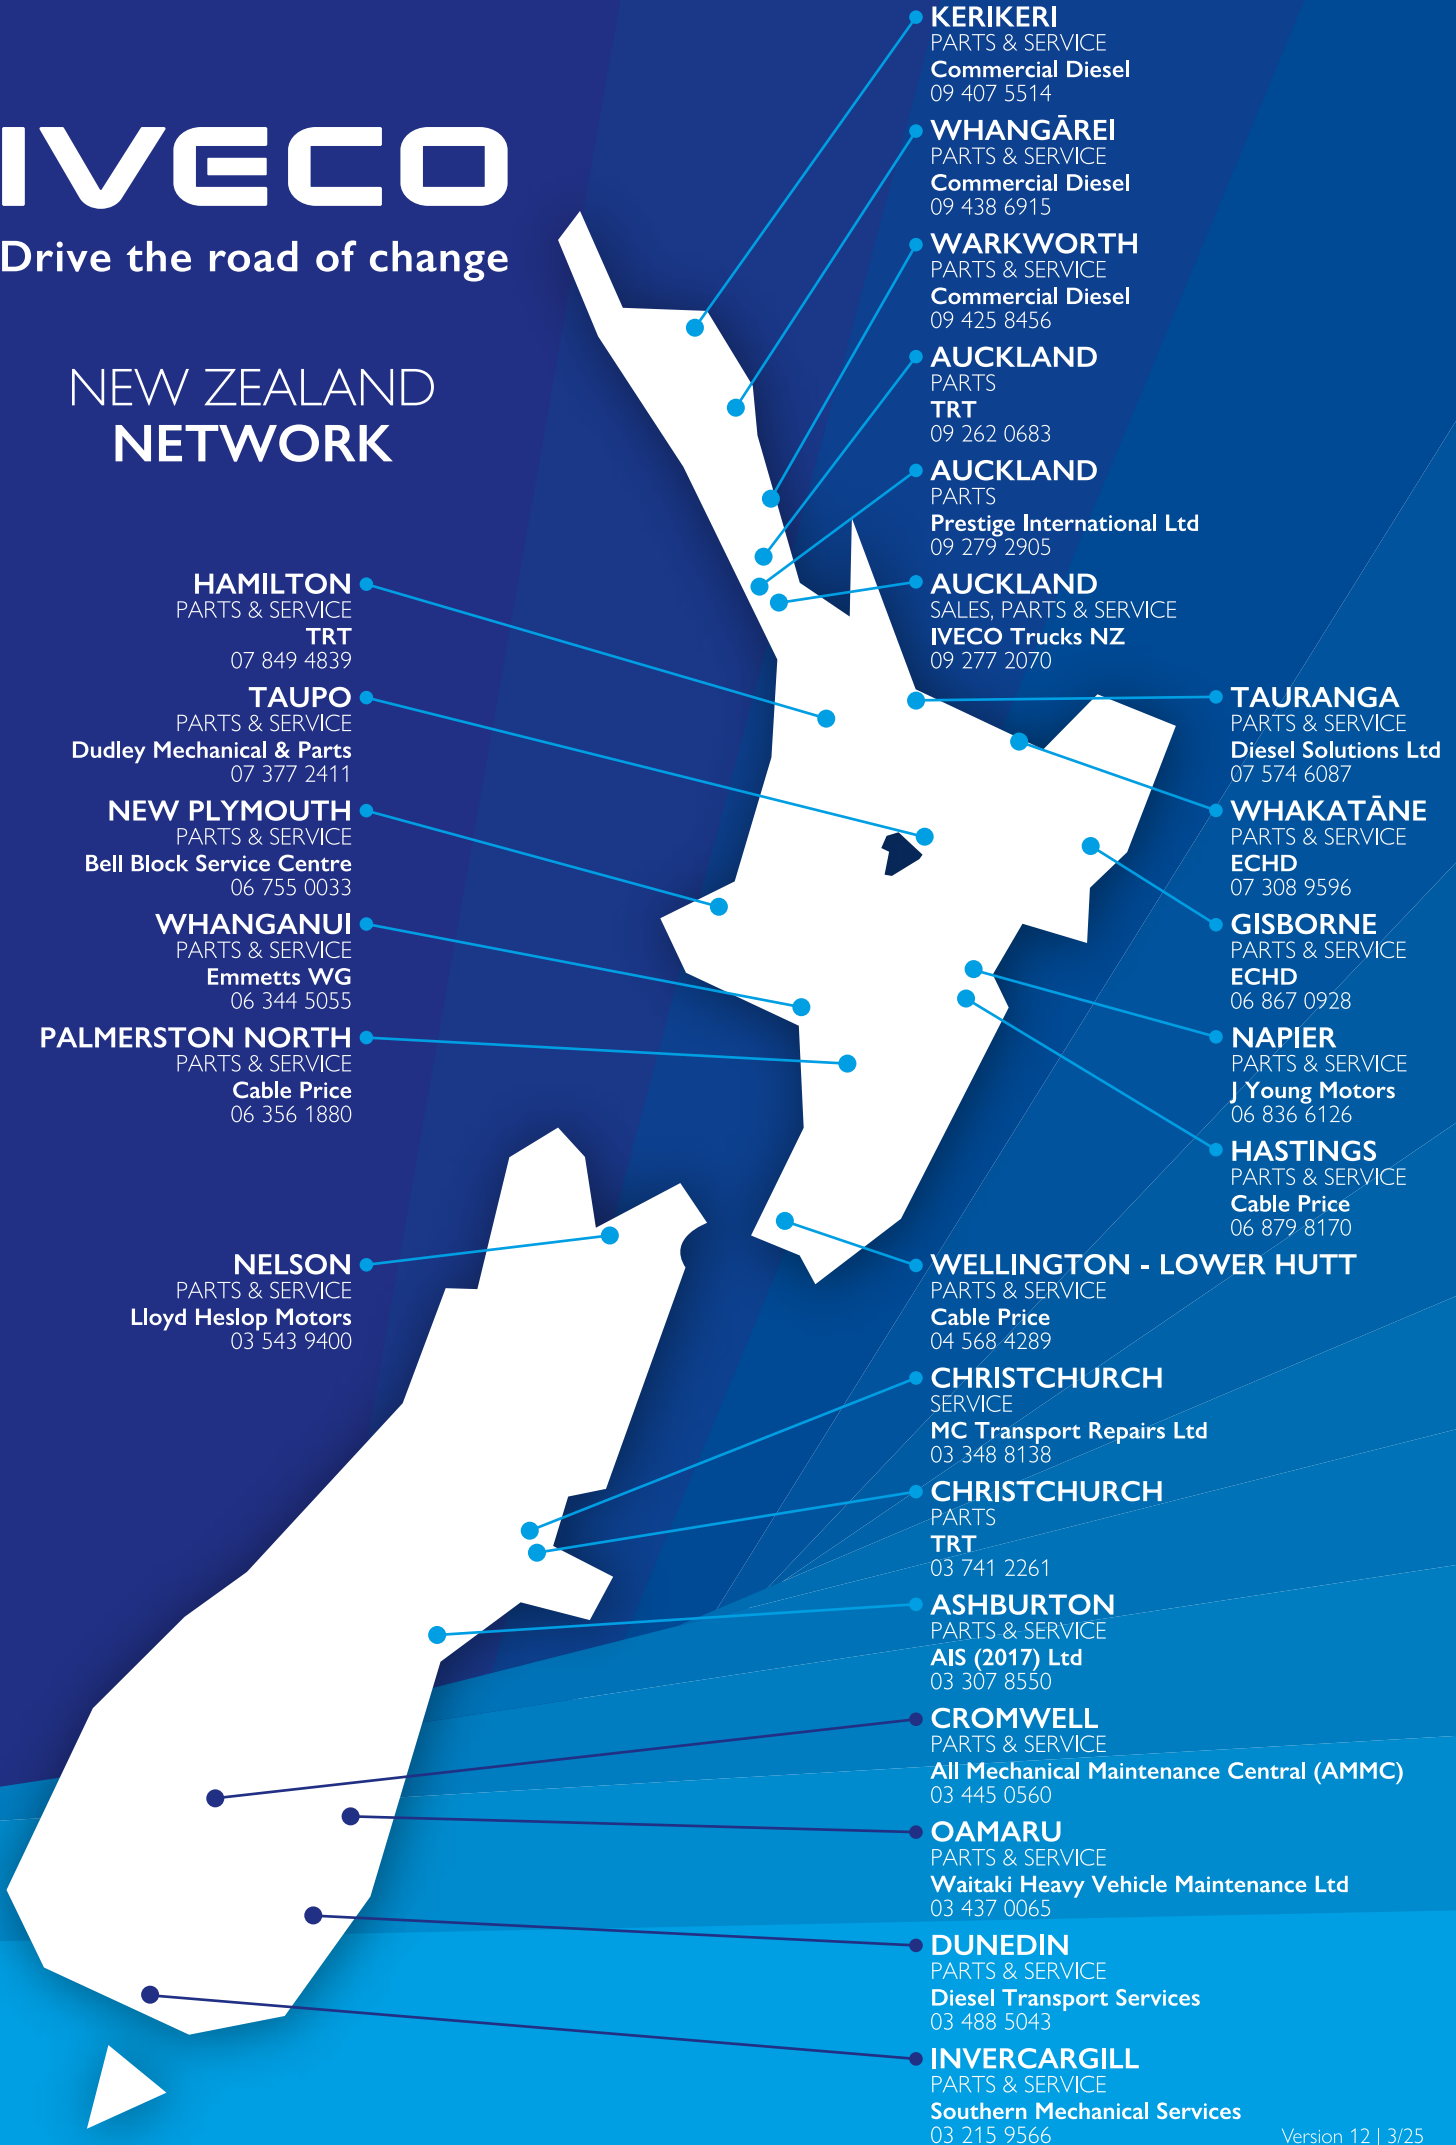 IVECO
Drive the road of change
NEW ZEALAND
NETWORK
KERIKERI
PARTS & SERVICE
Commercial Diesel
09 407 5514
WHANGĀREI
PARTS & SERVICE
Commercial Diesel
09 438 6915
WARKWORTH
PARTS & SERVICE
Commercial Diesel
09 425 8456
AUCKLAND
PARTS
TRT
09 262 0683
AUCKLAND
PARTS
Prestige International Ltd
09 279 2905
AUCKLAND
SALES, PARTS & SERVICE
IVECO Trucks NZ
09 277 2070
HAMILTON
PARTS & SERVICE
TRT
07 849 4839
TAUPO
PARTS & SERVICE
Dudley Mechanical & Parts
07 377 2411
NEW PLYMOUTH
PARTS & SERVICE
Bell Block Service Centre
06 755 0033
WHANGANUI
PARTS & SERVICE
Emmetts WG
06 344 5055
PALMERSTON NORTH
PARTS & SERVICE
Cable Price
06 356 1880
TAURANGA
PARTS & SERVICE
Diesel Solutions Ltd
07 574 6087
WHAKATĀNE
PARTS & SERVICE
ECHD
07 308 9596
GISBORNE
PARTS & SERVICE
ECHD
06 867 0928
NAPIER
PARTS & SERVICE
J Young Motors
06 836 6126
HASTINGS
PARTS & SERVICE
Cable Price
06 879 8170
NELSON
PARTS & SERVICE
Lloyd Heslop Motors
03 543 9400
WELLINGTON - LOWER HUTT
PARTS & SERVICE
Cable Price
04 568 4289
CHRISTCHURCH
SERVICE
MC Transport Repairs Ltd
03 348 8138
CHRISTCHURCH
PARTS
TRT
03 741 2261
ASHBURTON
PARTS & SERVICE
AIS (2017) Ltd
03 307 8550
CROMWELL
PARTS & SERVICE
All Mechanical Maintenance Central (AMMC)
03 445 0560
OAMARU
PARTS & SERVICE
Waitaki Heavy Vehicle Maintenance Ltd
03 437 0065
DUNEDIN
PARTS & SERVICE
Diesel Transport Services
03 488 5043
INVERCARGILL
PARTS & SERVICE
Southern Mechanical Services
03 215 9566
Version 12 | 3/25